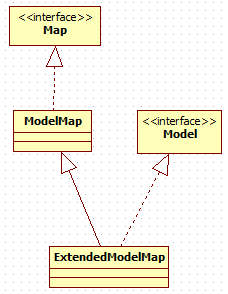 <<interface>>
Map
ModelMap
<<interface>>
Model
ExtendedModelMap